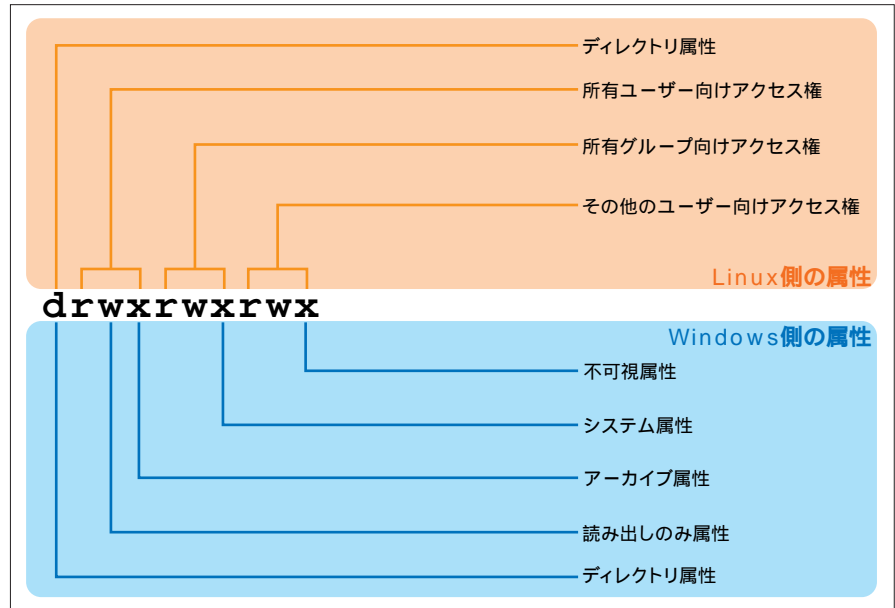 ディレクトリ属性
所有ユーザー向けアクセス権
所有グループ向けアクセス権
その他のユーザー向けアクセス権
Linux側の属性
drwxrwxrwx
Windows側の属性
不可視属性
システム属性
アーカイブ属性
読み出しのみ属性
ディレクトリ属性